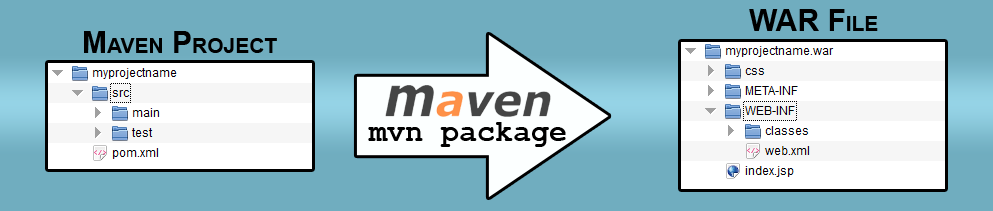 Maven Project
myprojectname
src
main
test
pom.xml
maven
mvn package
WAR File
myprojectname.war
css
META-INF
WEB-INF
classes
web.xml
index.jsp